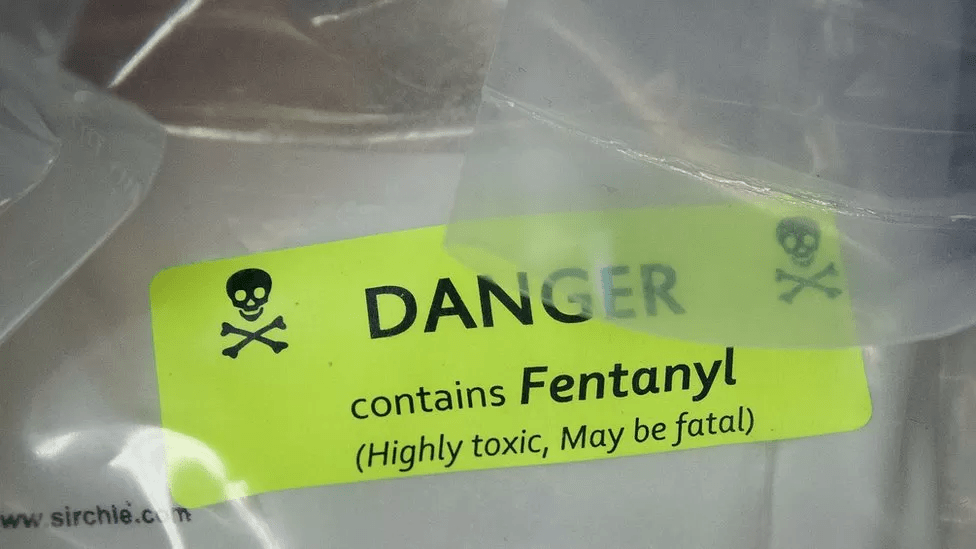 DANGER
contains Fentanyl
(Highly toxic, May be fatal)
www.sirchie.com